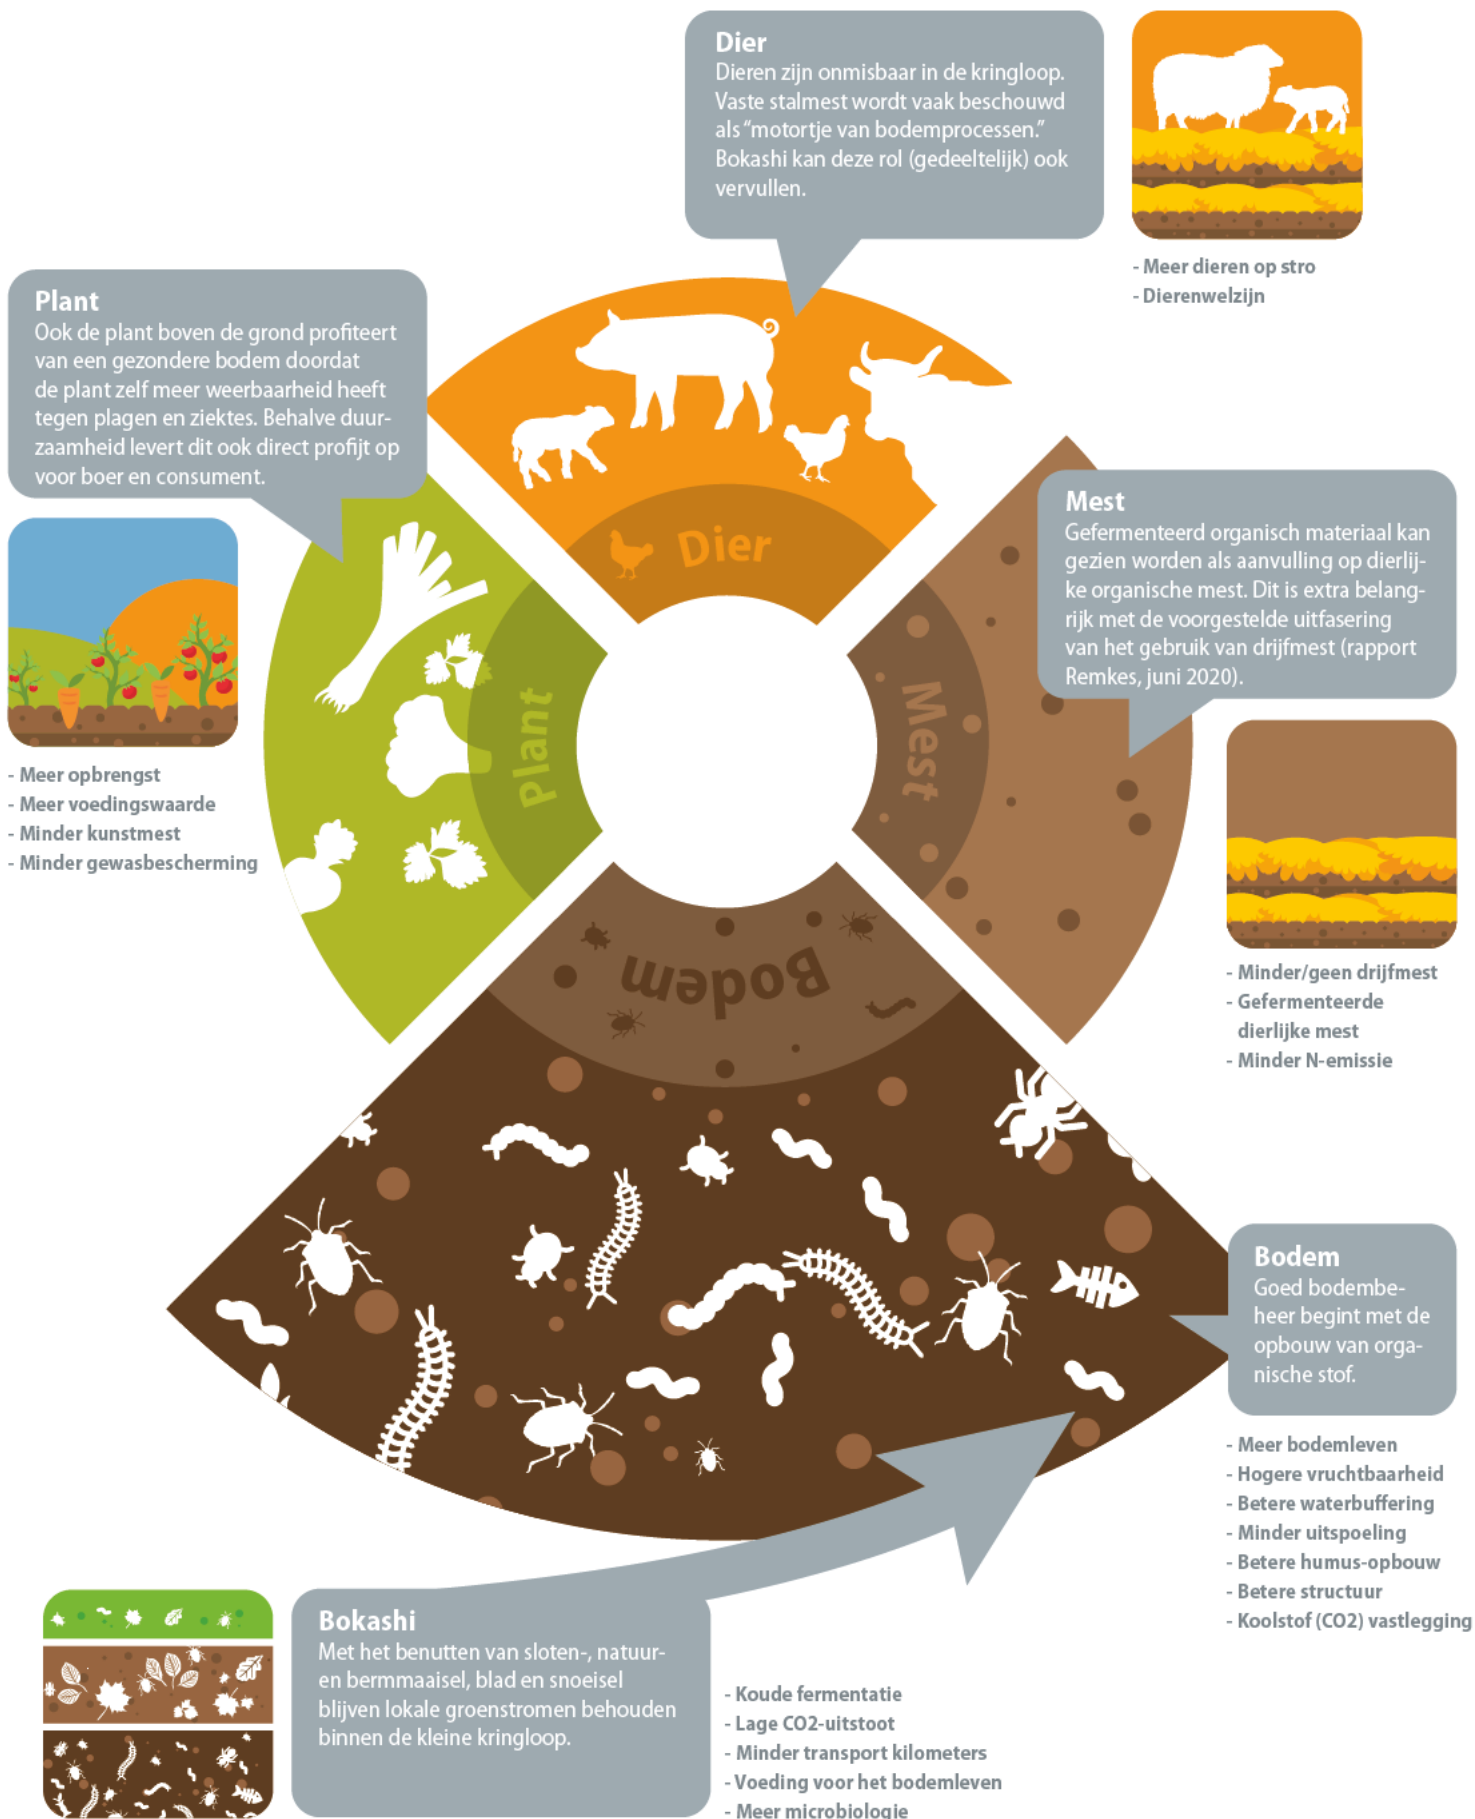 Dier
Dieren zijn onmisbaar in de kringloop.
Vaste stalmest wordt vaak beschouwd
als “motortje van bodemprocessen.”
Bokashi kan deze rol (gedeeltelijk) ook
vervullen.
- Meer dieren op stro
- Dierenwelzijn
Plant
Ook de plant boven de grond profiteert
van een gezondere bodem doordat
de plant zelf meer weerbaarheid heeft
tegen plagen en ziektes. Behalve duur-
zaamheid levert dit ook direct profijt op
voor boer en consument.
- Meer opbrengst
- Meer voedingswaarde
- Minder kunstmest
- Minder gewasbescherming
Dier
Plant
Mest
Bodem
Mest
Gefermenteerd organisch materiaal kan
gezien worden als aanvulling op dierlij-
ke organische mest. Dit is extra belang-
rijk met de voorgestelde uitfasering
van het gebruik van drijfmest (rapport
Remkes, juni 2020).
- Minder/geen drijfmest
- Gefermenteerde
dierlijke mest
- Minder N-emissie
Bodem
Goed bodembe-
heer begint met de
opbouw van orga-
nische stof.
- Meer bodemleven
- Hogere vruchtbaarheid
- Betere waterbuffering
- Minder uitspoeling
- Betere humus-opbouw
- Betere structuur
- Koolstof (CO2) vastlegging
Bokashi
Met het benutten van sloten-, natuur-
en bermmaaisel, blad en snoeisel
blijven lokale groenstromen behouden
binnen de kleine kringloop.
- Koude fermentatie
- Lage CO2-uitstoot
- Minder transport kilometers
- Voeding voor het bodemleven
- Meer microbiologie